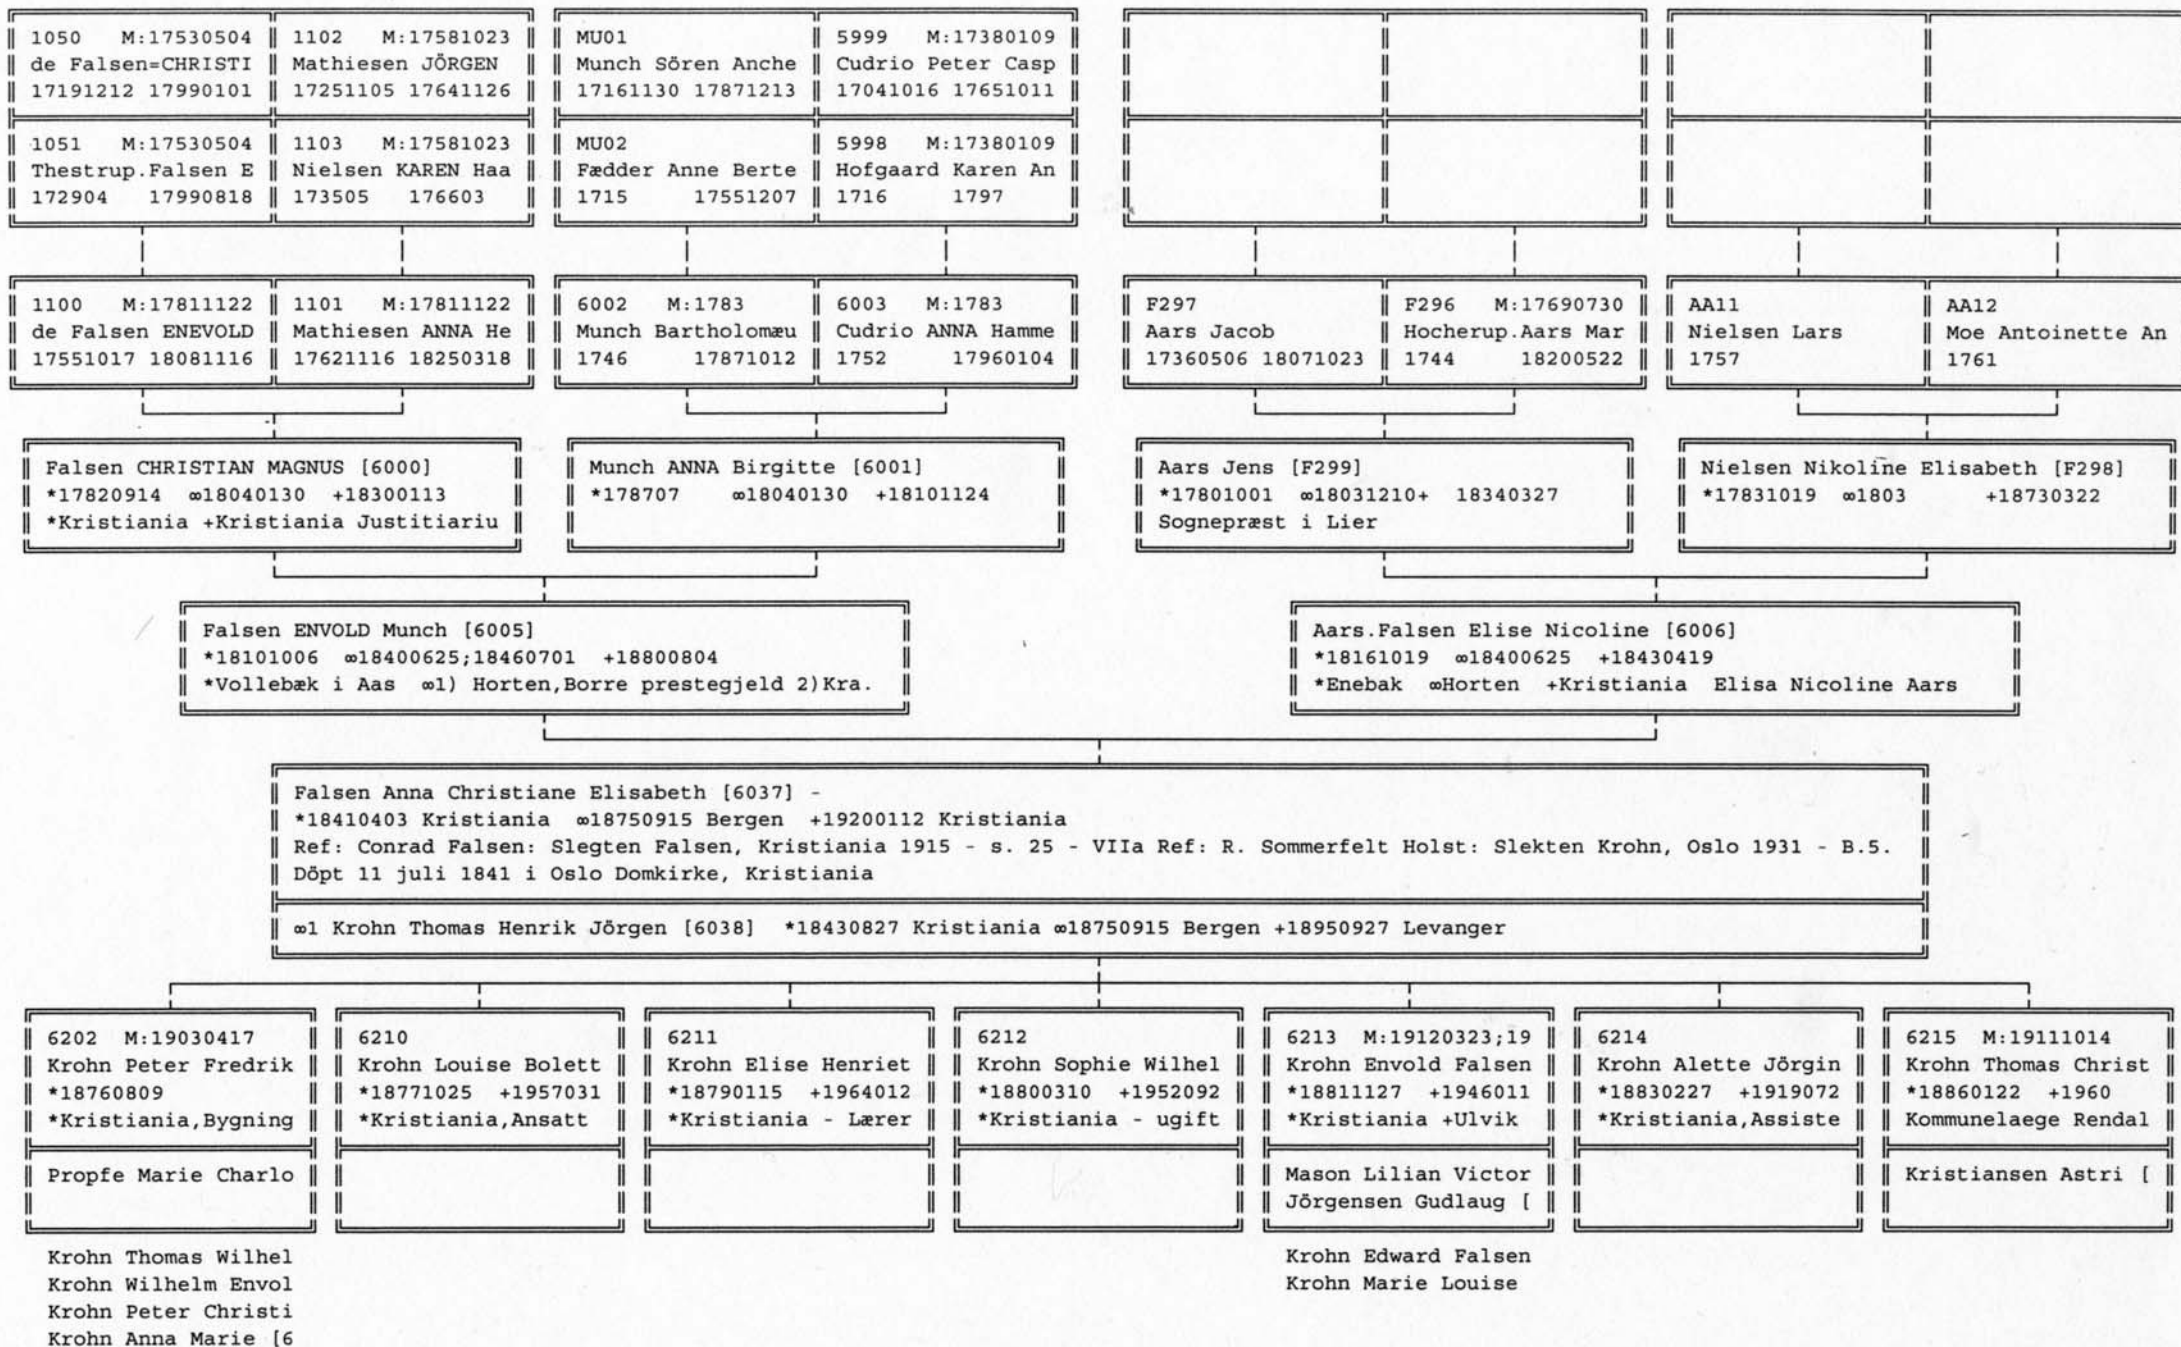 1050 M:17530504
de Falsen=CHRISTI
17191212 17990101
1102 M:17581023
Mathiesen JÖRGEN
17251105 17641126
MU01
Munch Sören Anche
17161130 17871213
5999 M:17380109
Cudrio Peter Casp
17041016 17651011
1051 M:17530504
Thestrup.Falsen E
172904 17990818
1103 M:17581023
Nielsen KAREN Haa
173505 176603
MU02
Fædder Anne Berte
1715 17551207
5998 M:17380109
Hofgaard Karen An
1716 1797
1100 M:17811122
de Falsen ENEVOLD
17551017 18081116
1101 M:17811122
Mathiesen ANNA He
17621116 18250318
6002 M:1783
Munch Bartholomæu
1746 17871012
6003 M:1783
Cudrio ANNA Hamme
1752 17960104
F297
Aars Jacob
17360506 18071023
F296 M:17690730
Hocherup.Aars Mar
1744 18200522
AA11
Nielsen Lars
1757
AA12
Moe Antoinette An
1761
Falsen CHRISTIAN MAGNUS [6000]
*17820914 ∞18040130 +18300113
*Kristiania +Kristiania Justitiariu
Munch ANNA Birgitte [6001]
*178707 ∞18040130 +18101124
Aars Jens [F299]
*17801001 ∞18031210+ 18340327
Sognepræst i Lier
Nielsen Nikoline Elisabeth [F298]
*17831019 ∞1803 +18730322
Falsen ENVOLD Munch [6005]
*18101006 ∞18400625;18460701 +18800804
*Vollebæk i Aas ∞1) Horten,Borre prestegjeld 2)Kra.
Aars.Falsen Elise Nicoline [6006]
*18161019 ∞18400625 +18430419
*Enebak ∞Horten +Kristiania Elisa Nicoline Aars
Falsen Anna Christiane Elisabeth [6037] -
*18410403 Kristiania ∞18750915 Bergen +19200112 Kristiania
Ref: Conrad Falsen: Slegten Falsen, Kristiania 1915 - s. 25 - VIIa Ref: R. Sommerfelt Holst: Slekten Krohn, Oslo 1931 - B.5.
Döpt 11 juli 1841 i Oslo Domkirke, Kristiania
∞1 Krohn Thomas Henrik Jörgen [6038] *18430827 Kristiania ∞18750915 Bergen +18950927 Levanger
6202 M:19030417
Krohn Peter Fredrik
*18760809
*Kristiania,Bygning
Propfe Marie Charlo
Krohn Thomas Wilhel
Krohn Wilhelm Envol
Krohn Peter Christi
Krohn Anna Marie [6
6210
Krohn Louise Bolett
*18771025 +1957031
*Kristiania,Ansatt
6211
Krohn Elise Henriet
*18790115 +1964012
*Kristiania - Lærer
6212
Krohn Sophie Wilhel
*18800310 +1952092
*Kristiania - ugift
6213 M:19120323;19
Krohn Envold Falsen
*18811127 +1946011
*Kristiania +Ulvik
Mason Lilian Victor
Jörgensen Gudlaug [
Krohn Edward Falsen
Krohn Marie Louise
6214
Krohn Alette Jörgin
*18830227 +1919072
*Kristiania,Assiste
6215 M:19111014
Krohn Thomas Christ
*18860122 +1960
Kommunelaege Rendal
Kristiansen Astri [